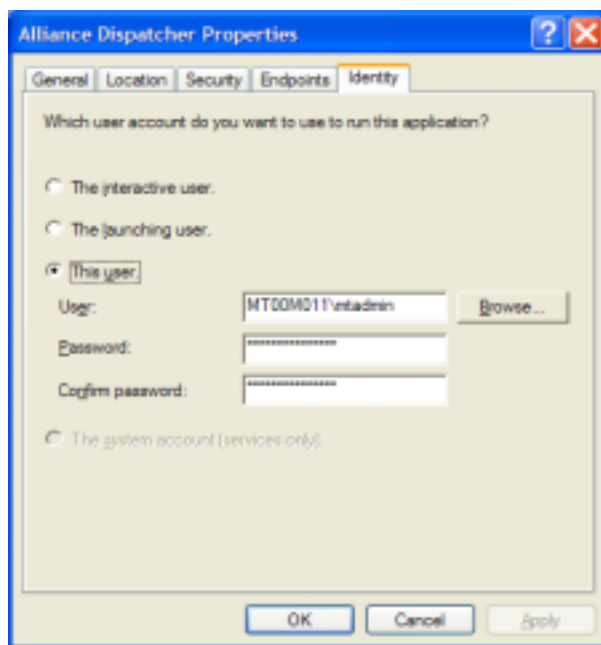 Alliance Dispatcher Properties
General Location Security Endpoints Identity
Which user account do you want to use to run this application?
The interactive user.
The launching user.
This user.
User: MT00M011\mtadmin Browse...
Password: ***************
Confirm password: ***************
The system account (services only).
OK Cancel Apply